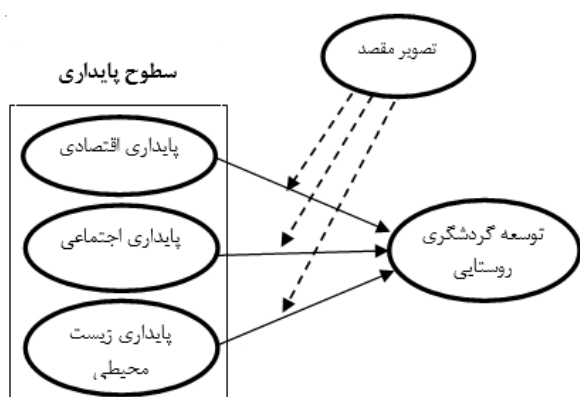 تصویر مقصد
سطوح پایداری
پایداری اقتصادی
پایداری اجتماعی
توسعه گردشگری
روستایی
پایداری زیست
محیطی